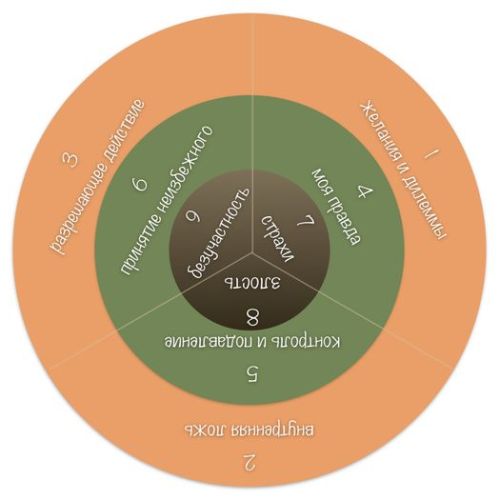 1
желания и дилеммы
2
внутренняя ложь
3
разрешающее действие
4
моя правда
5
контроль и подавление
6
принятие неизбежного
7
страхи
8
злость
9
безучастность